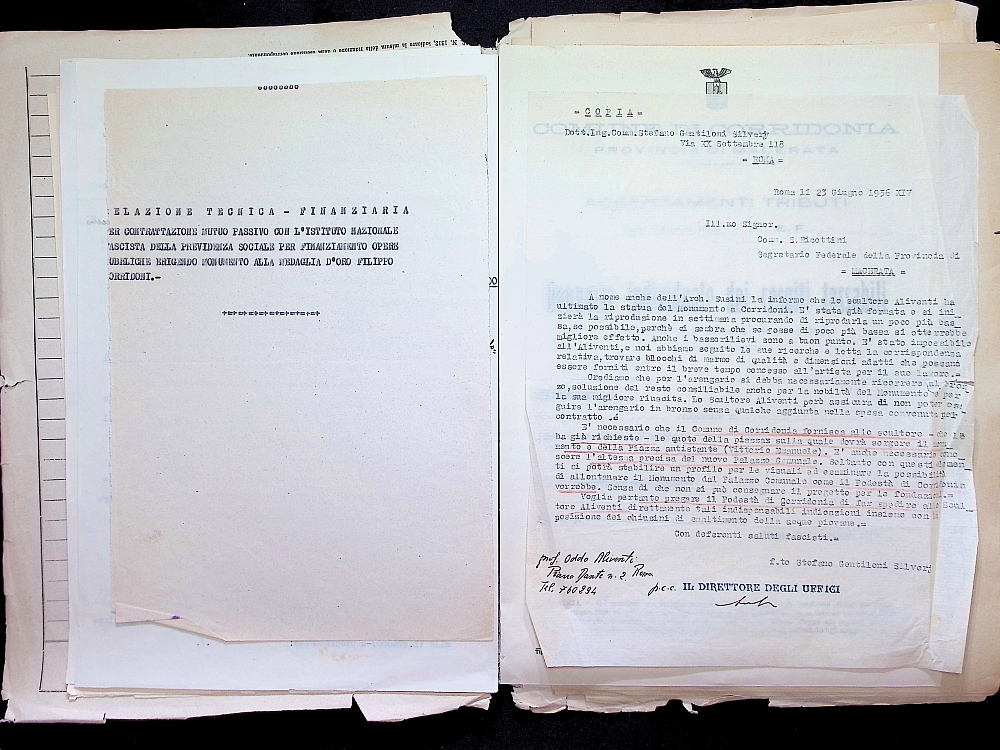 RELAZIONE TECNICA - FINANZIARIA
PER CONTRATTAZIONE MUTUO PASSIVO CON L'ISTITUTO NAZIONALE
FASCISTA DELLA PREVIDENZA SOCIALE PER FINANZIAMENTO OPERE
PUBBLICHE ERIGENDO MONUMENTO ALLA MEDAGLIA D'ORO FILIPPO
CORRIDONI.-
= COPIA =
Dott.Ing.Comm.Stefano Gentiloni Silverj
Via XX Settembre 118
= ROMA =
Roma li 23 Giugno 1936 XIV
Ill.mo Signor.
Comm. E.Ricottini
Segretario Federale della Provincia di
= MACERATA =
A nome anche dell'Arch. Susini la informo che lo scultore Aliventi ha
ultimato la statua del Monumento a Corridoni. E' stata già formata e si ini
zierà la riproduzione in settimana procurando di riprodurla un poco più bas
sa,se possibile,perchè ci sembra che se fosse di poco più bassa si otterrebbe
migliore effetto. Anche i bassorilievi sono a buon punto. E' stato impossibile
all'Aliventi,e noi abbiamo seguito le sue ricerche e letta la corrispondenza
relativa,trovare blocchi di marmo di qualità e dimensioni adatti che possano
essere forniti entro il breve tempo concesso all'artista per il suo lavoro.=
Crediamo che per l'arengario si debba necessariamente ricorrere al bron
zo,soluzione del resto consiliabile anche per la nobiltà del Monumento e per
la sua migliore riuscita. Lo Scultore Aliventi però assicura di non poter ese
guire l'arengario in bronzo senza qualche aggiunta nella spesa convenuta pel
contratto .=
E' necessario che il Comune di Corridonia fornisca allo scultore - che le
ha già richieste - le quote della piazza sulla quale dovrà sorgere il mo
mento e della Piazza antistante (Vittorio Emanuele). E' anche necessario cono
scere l'altezza precisa del nuovo Palazzo Comunale. Soltanto con questi elemen
ti si potrà stabilire un profilo per le visuali ed esaminare la possibilità
di allontanare il Monumento dal Palazzo Comunale come il Podestà di Corridonia
vorrebbe. Senza di che non si può consegnare il progetto per le fondazioni.=
Voglia pertanto pregare il Podestà di Corridonia di far spedire allo Scul
tore Aliventi direttamente tali indispensabili indicazioni insieme con la
posizione dei chiusini di smaltimento della acque piovane.=
Con deferenti saluti fascisti.=
f.to Stefano Gentiloni Silverj
prof. Oddo Aliventi
Piazza Dante n. 2. Roma
Tel. 760294
p.c.c. IL DIRETTORE DEGLI UFFICI
COMUNE DI CORRIDONIA
PROVINCIA DI MACERATA